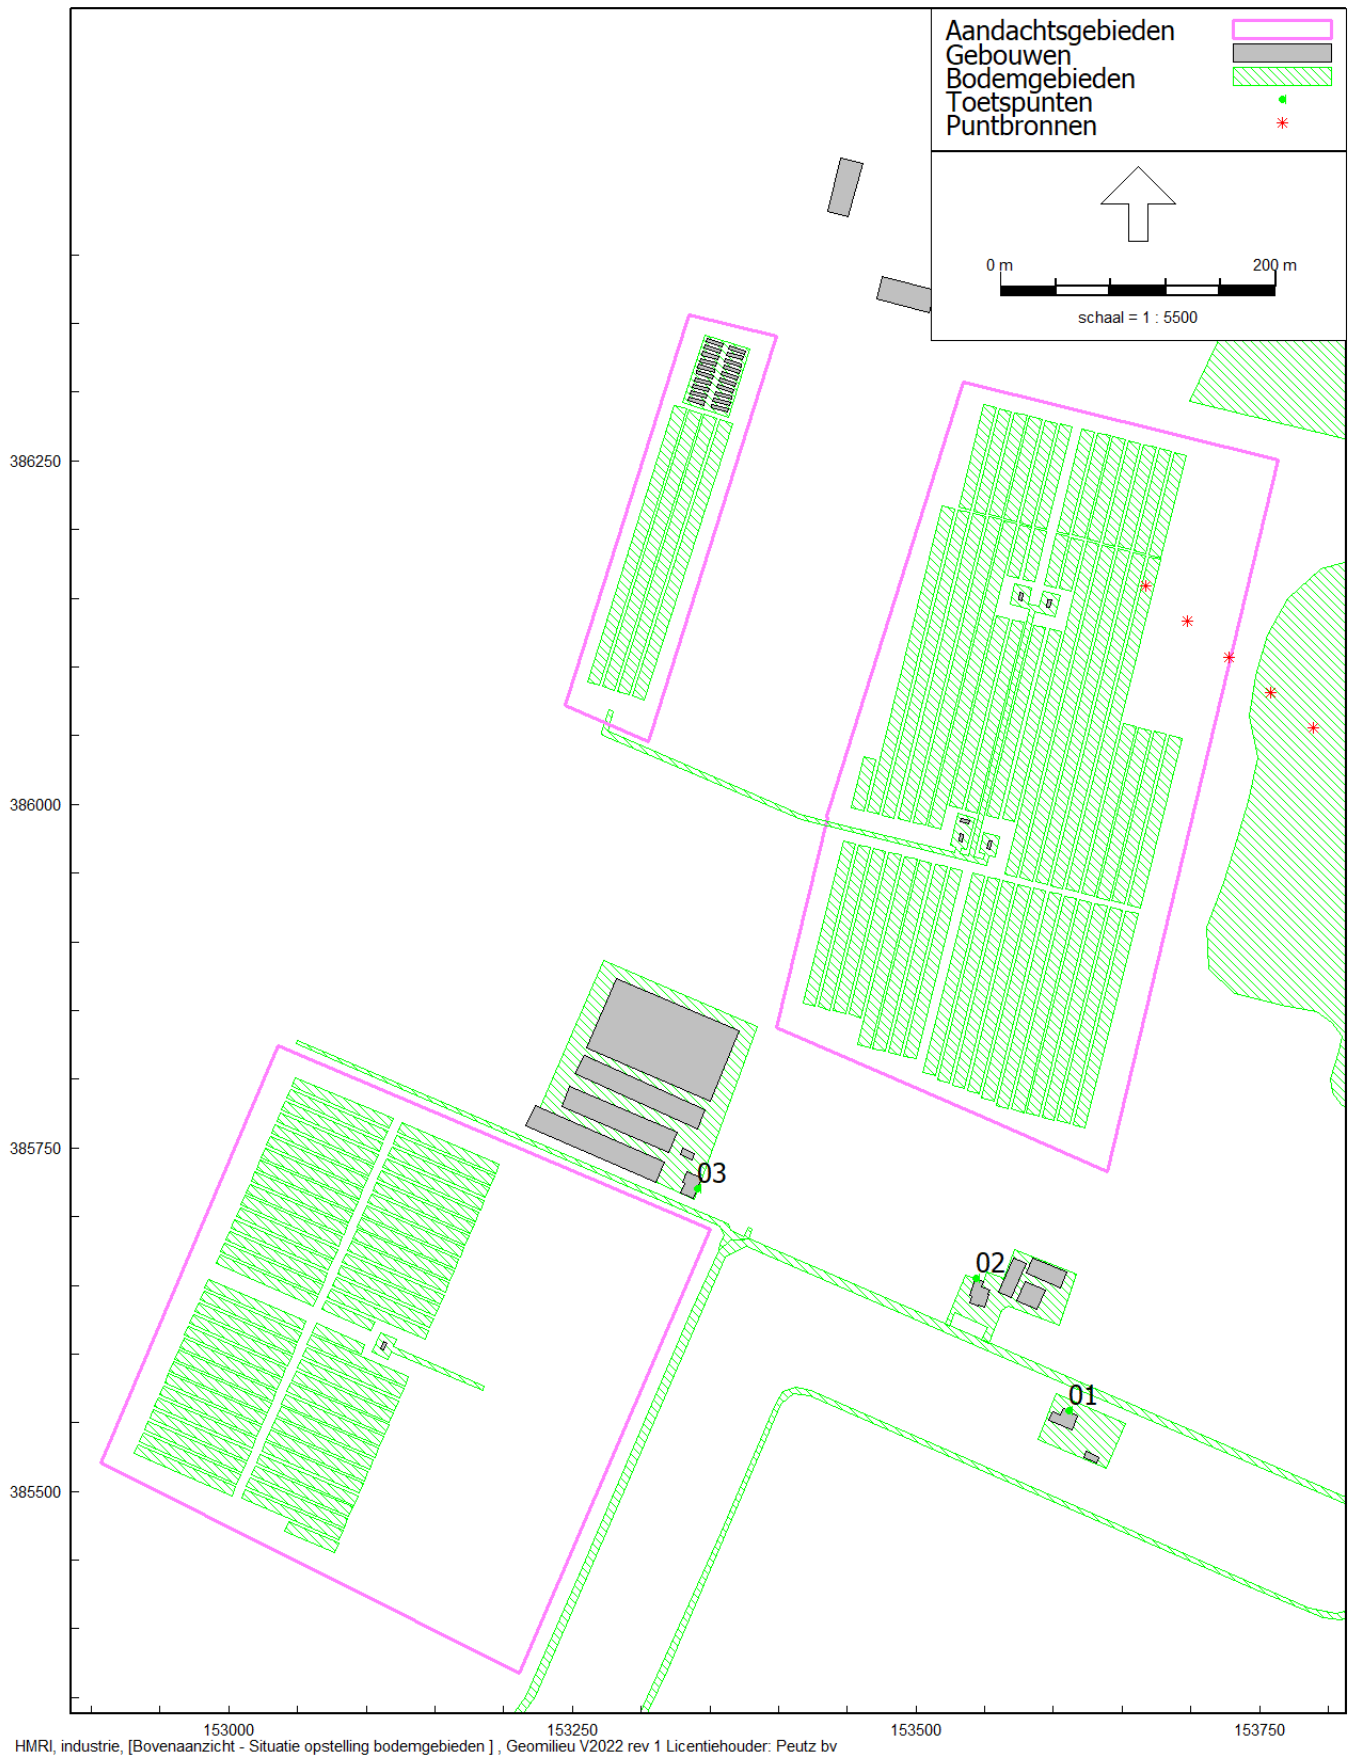 Aandachtsgebieden
Gebouwen
Bodemgebieden
Toetspunten
Puntbronnen
0 m 200 m
schaal = 1 : 5500
386250
386000
385750
03
02
01
385500
153000 153250 153500 153750
HMRI, industrie, [Bovenaanzicht - Situatie opstelling bodemgebieden ] , Geomilieu V2022 rev 1 Licentiehouder: Peutz bv